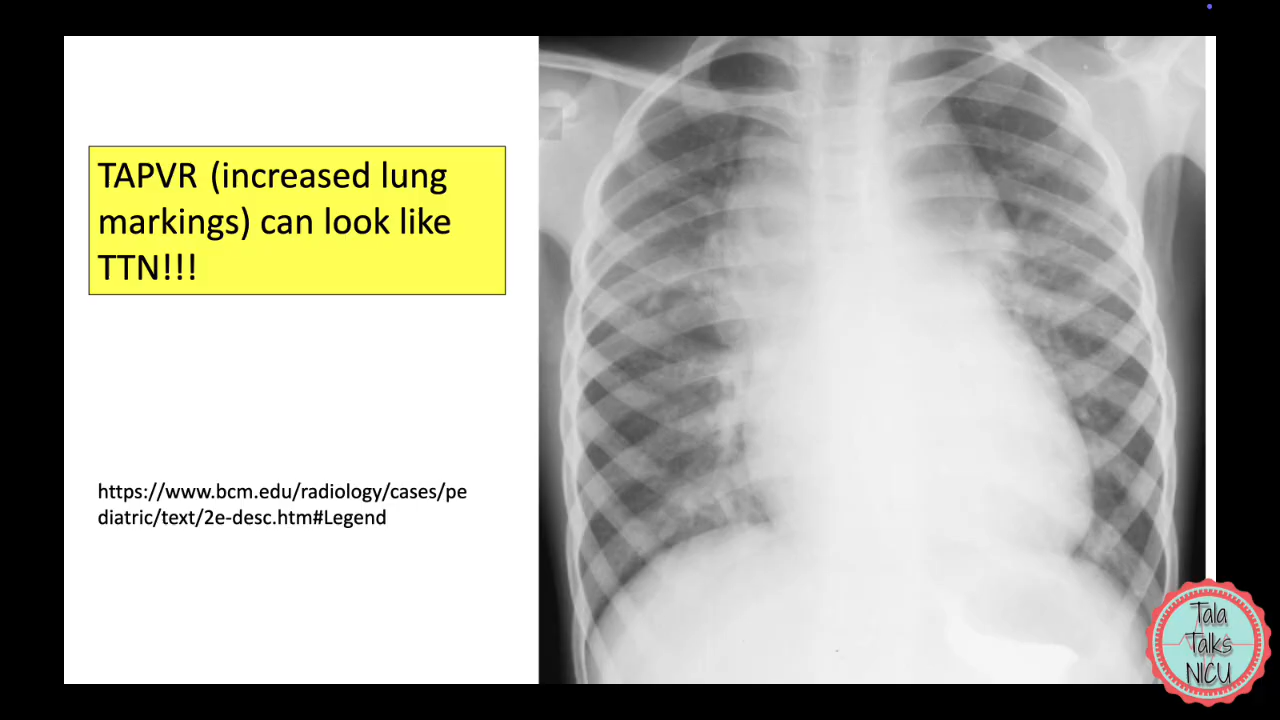 TAPVR (increased lung
markings) can look like
TTN!!!
https://www.bcm.edu/radiology/cases/pe
diatric/text/2e-desc.htm#Legend
Tala
Talks
NICU